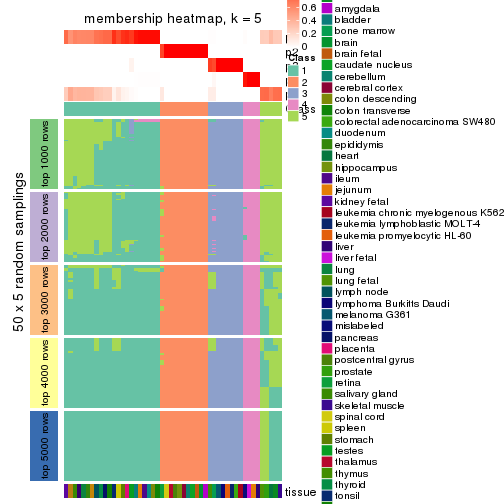 membership heatmap, k = 5
50 x 5 random samplings
top 1000 rows
top 2000 rows
top 3000 rows
top 4000 rows
top 5000 rows
0.6
0.4
0.2
0
Class
1
2
3
4
5
tissue
amygdala
bladder
bone marrow
brain
brain fetal
caudate nucleus
cerebellum
cerebral cortex
colon descending
colon transverse
colorectal adenocarcinoma SW480
duodenum
epididymis
heart
hippocampus
ileum
jejunum
kidney fetal
leukemia chronic myelogenous K562
leukemia lymphoblastic MOLT-4
leukemia promyelocytic HL-60
liver
liver fetal
lung
lung fetal
lymph node
lymphoma Burkitts Daudi
melanoma G361
mislabeled
pancreas
placenta
postcentral gyrus
prostate
retina
salivary gland
skeletal muscle
spinal cord
spleen
stomach
testes
thalamus
thymus
thyroid
tonsil